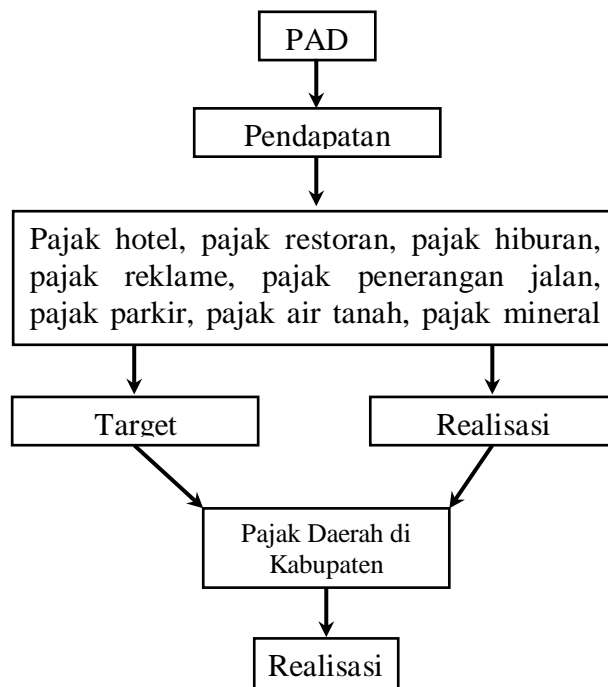 PAD
Pendapatan
Pajak hotel, pajak restoran, pajak hiburan,
pajak reklame, pajak penerangan jalan,
pajak parkir, pajak air tanah, pajak mineral
Target
Realisasi
Pajak Daerah di
Kabupaten
Realisasi